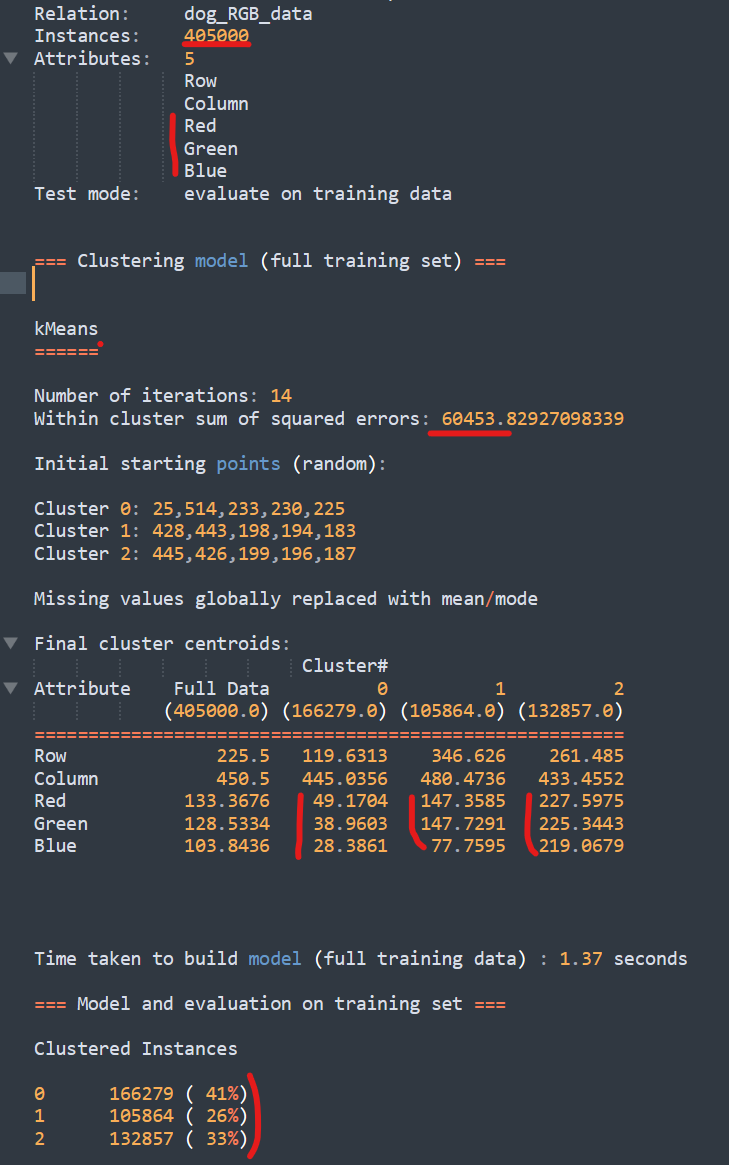 Relation: dog_RGB_data
Instances: 405000
Attributes: 5
Row
Column
Red
Green
Blue
Test mode: evaluate on training data
=== Clustering model (full training set) ===
kMeans
======
Number of iterations: 14
Within cluster sum of squared errors: 60453.82927098339
Initial starting points (random):
Cluster 0: 25,514,233,230,225
Cluster 1: 428,443,198,194,183
Cluster 2: 445,426,199,196,187
Missing values globally replaced with mean/mode
Final cluster centroids:
Cluster#
Attribute Full Data 0 1 2
(405000.0) (166279.0) (105864.0) (132857.0)
=======================================================
Row 225.5 119.6313 346.626 261.485
Column 450.5 445.0356 480.4736 433.4552
Red 133.3676 49.1704 147.3585 227.5975
Green 128.5334 38.9603 147.7291 225.3443
Blue 103.8436 28.3861 77.7595 219.0679
Time taken to build model (full training data) : 1.37 seconds
=== Model and evaluation on training set ===
Clustered Instances
0 166279 ( 41%)
1 105864 ( 26%)
2 132857 ( 33%)